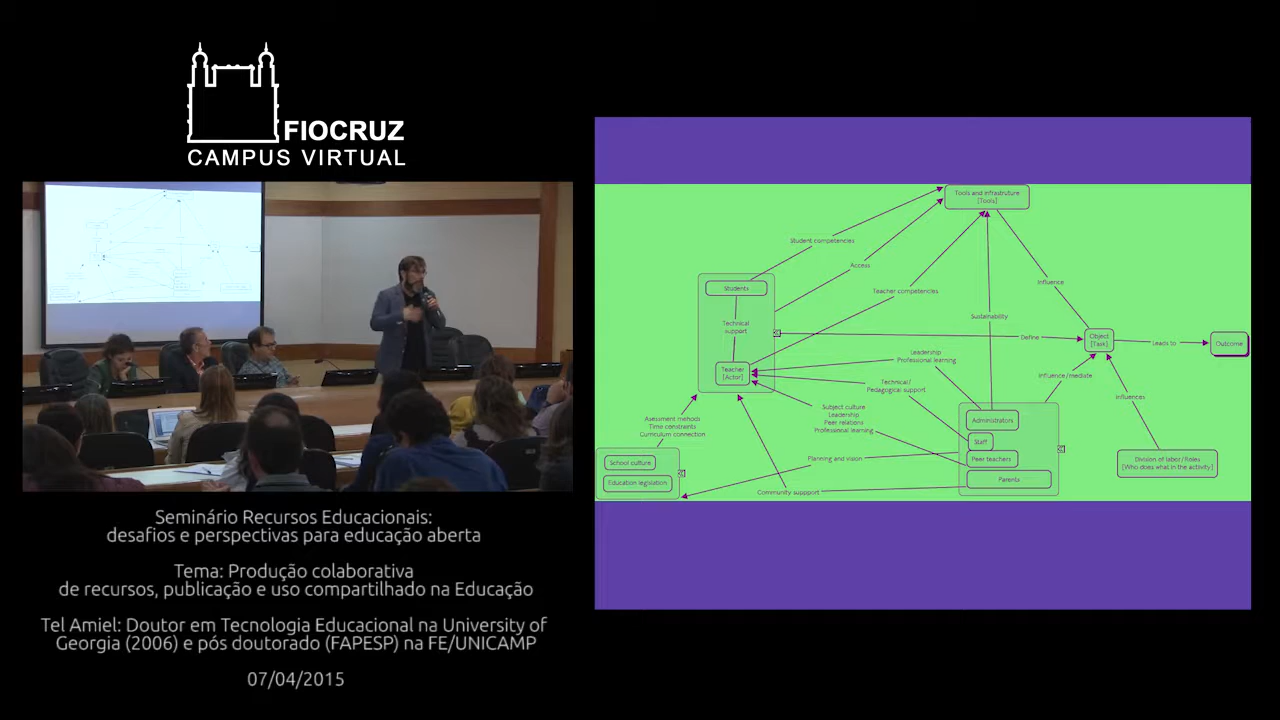 FIOCRUZ
CAMPUS VIRTUAL
Seminário Recursos Educacionais:
desafios e perspectivas para educação aberta
Tema: Produção colaborativa
de recursos, publicação e uso compartilhado na Educação
Tel Amiel: Doutor em Tecnologia Educacional na University of
Georgia (2006) e pós doutorado (FAPESP) na FE/UNICAMP
07/04/2015
Tools and infrastruture
[Tools]
Student competencies
Access
Teacher competencies
Students
Technical
support
Teacher
[Actor]
Influence
Sustainability
Define
Object
[Task]
Leads to
Outcome
Leadership
Professional learning
Technical/
Pedagogical support
Influence/mediate
Influences
Subject culture
Leadership
Peer relations
Professional learning
Assessment methods
Time constraints
Curriculum connection
Administrators
Staff
Peer teachers
Parents
School culture
Education legislation
Planning and vision
Community suppport
Division of labor/Roles
[Who does what in the activity]